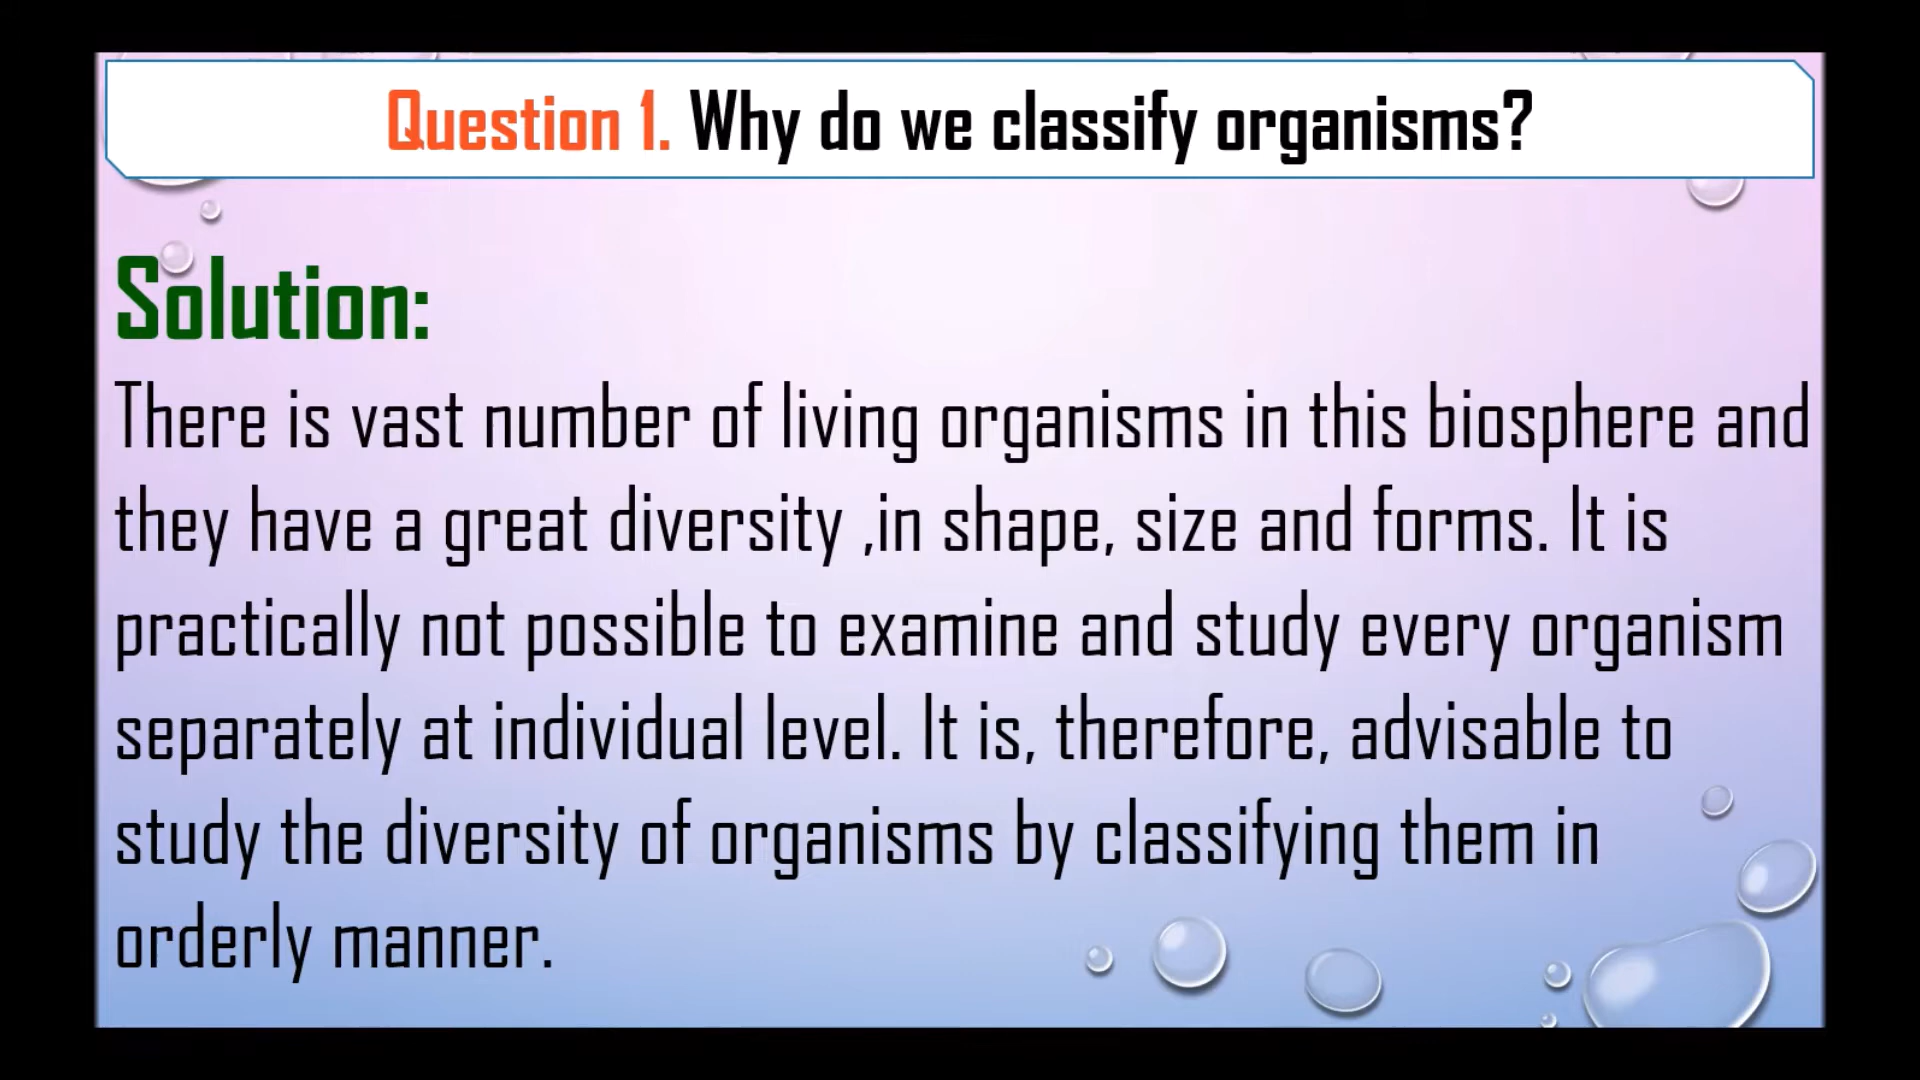 Question 1. Why do we classify organisms?
Solution:
There is vast number of living organisms in this biosphere and
they have a great diversity ,in shape, size and forms. It is
practically not possible to examine and study every organism
separately at individual level. It is, therefore, advisable to
study the diversity of organisms by classifying them in
orderly manner.